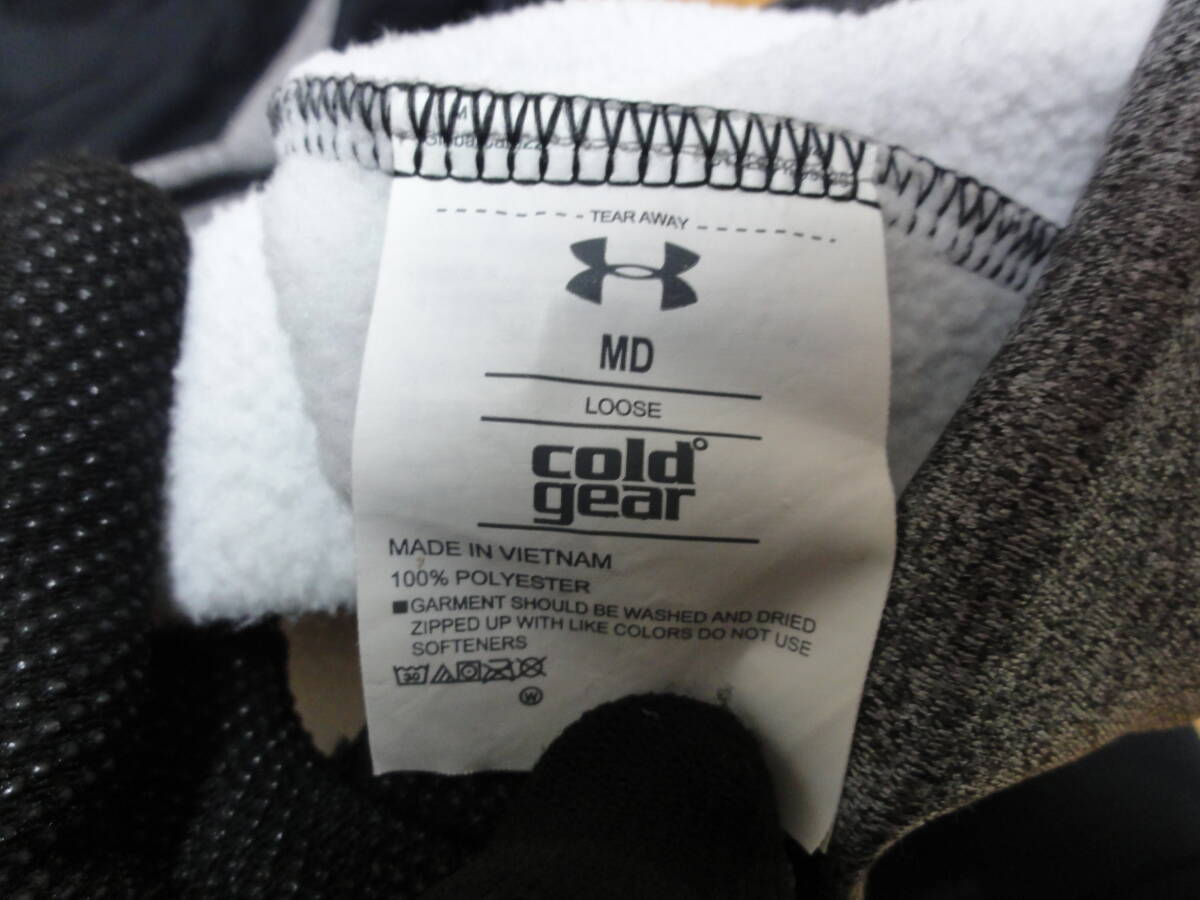 TEAR AWAY
MD
LOOSE
cold
gear
MADE IN VIETNAM
100% POLYESTER
GARMENT SHOULD BE WASHED AND DRIED
ZIPPED UP WITH LIKE COLORS DO NOT USE
SOFTENERS
30
W